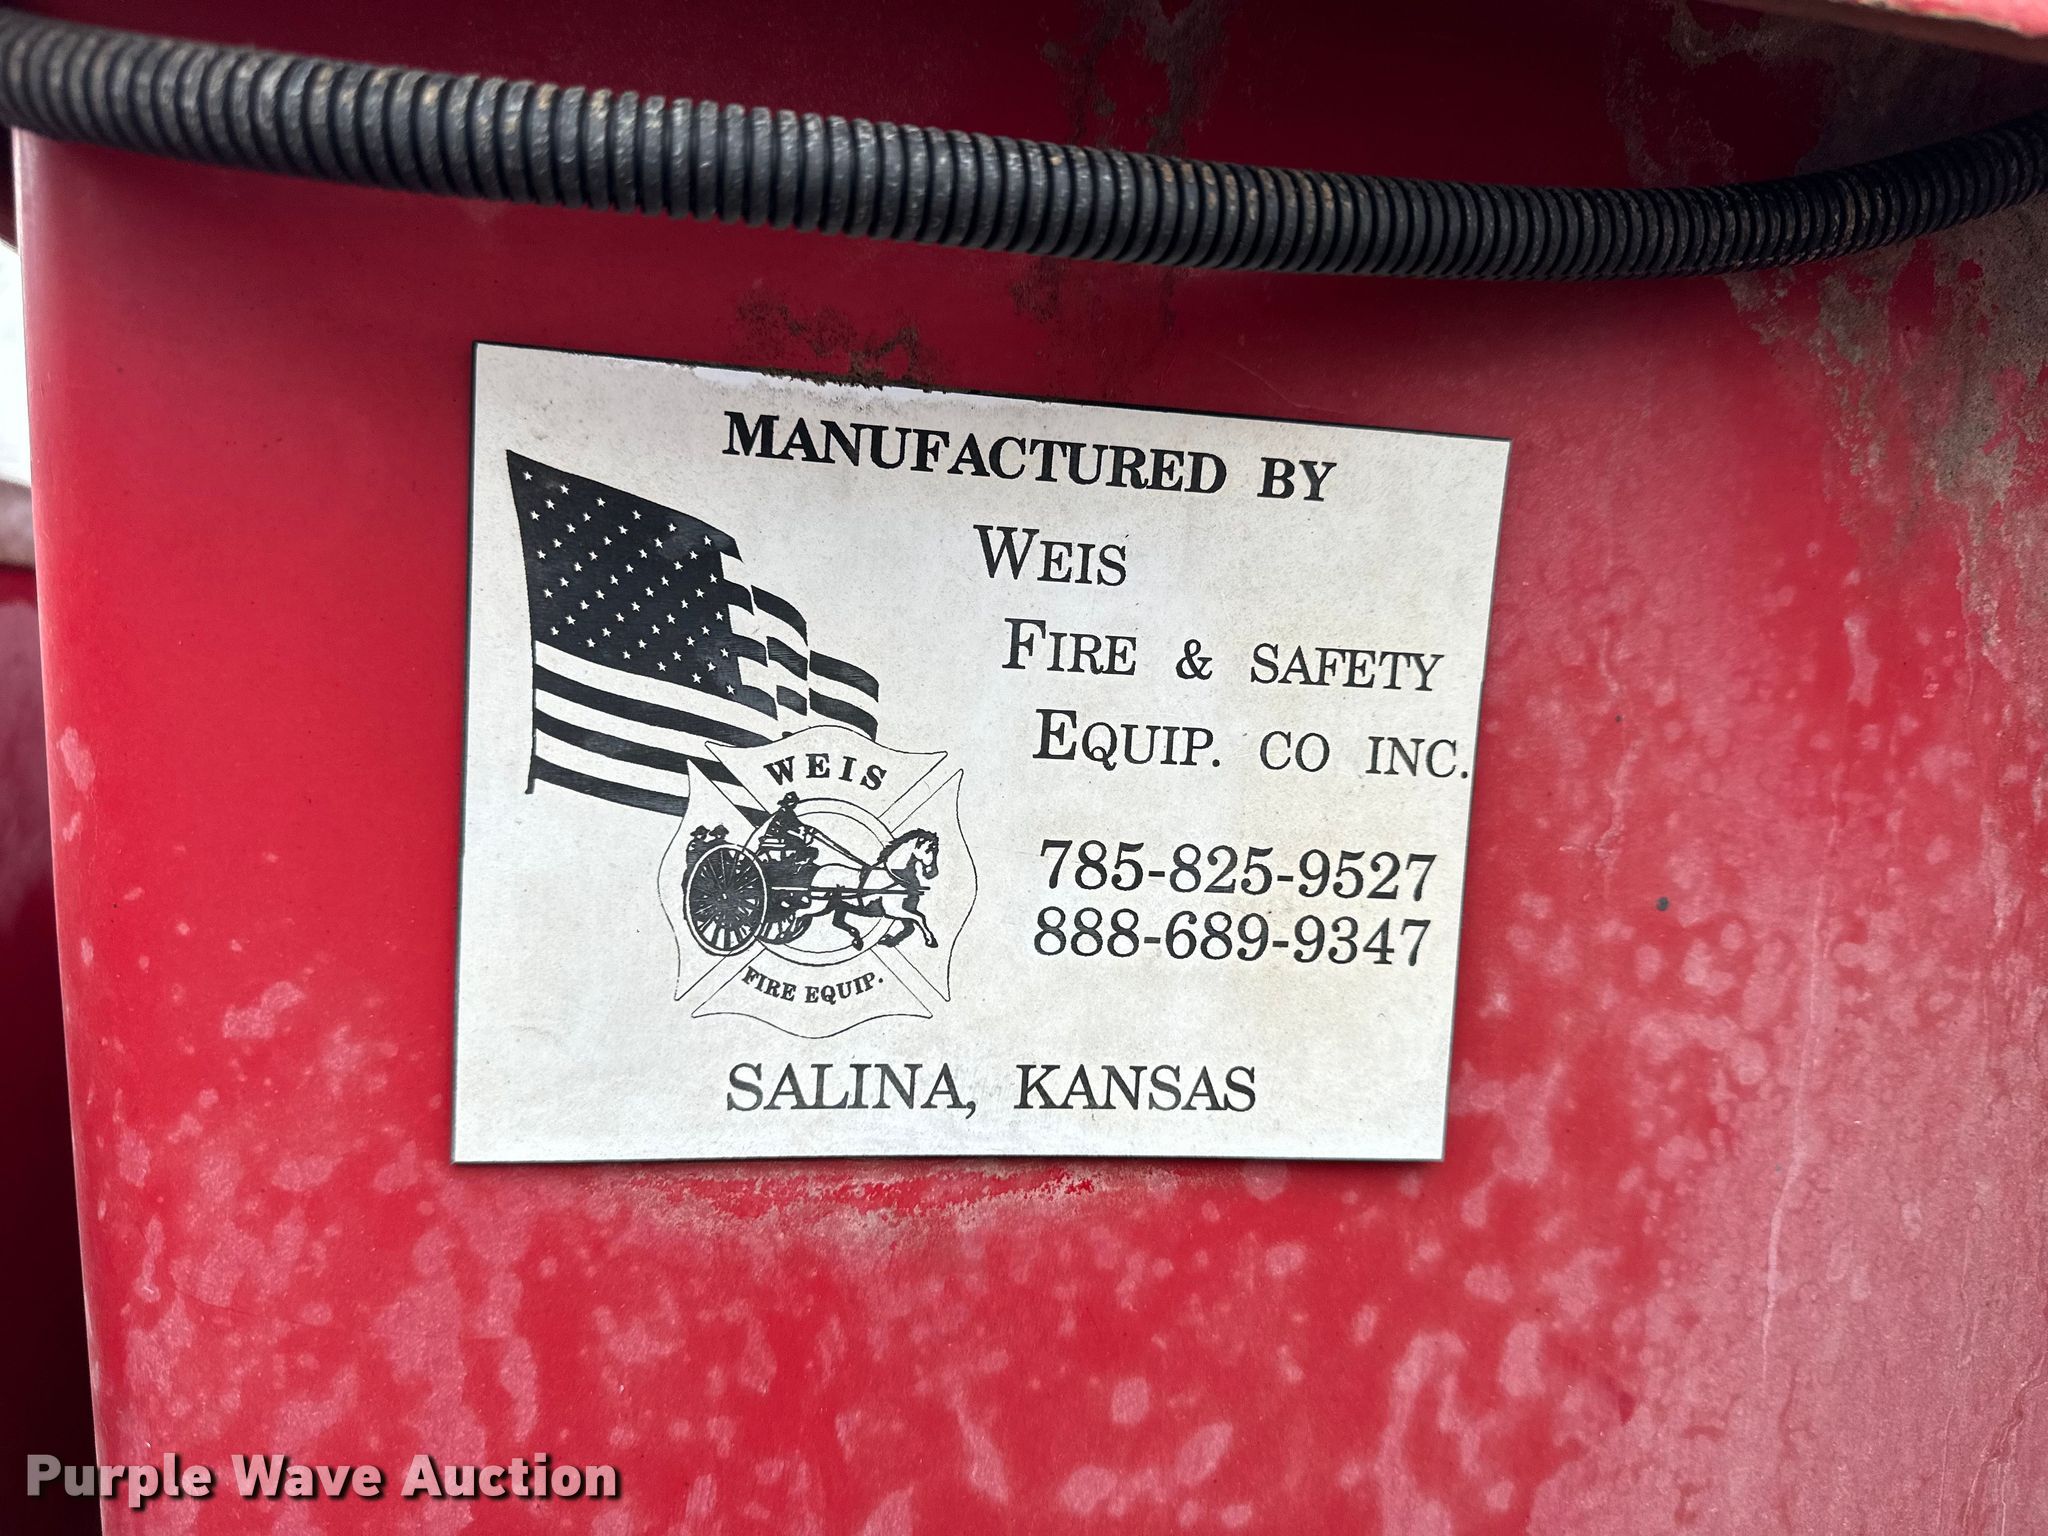 MANUFACTURED BY
WEIS
FIRE & SAFETY
EQUIP. CO INC.
WEIS
FIRE EQUIP.
785-825-9527
888-689-9347
SALINA, KANSAS
Purple Wave Auction